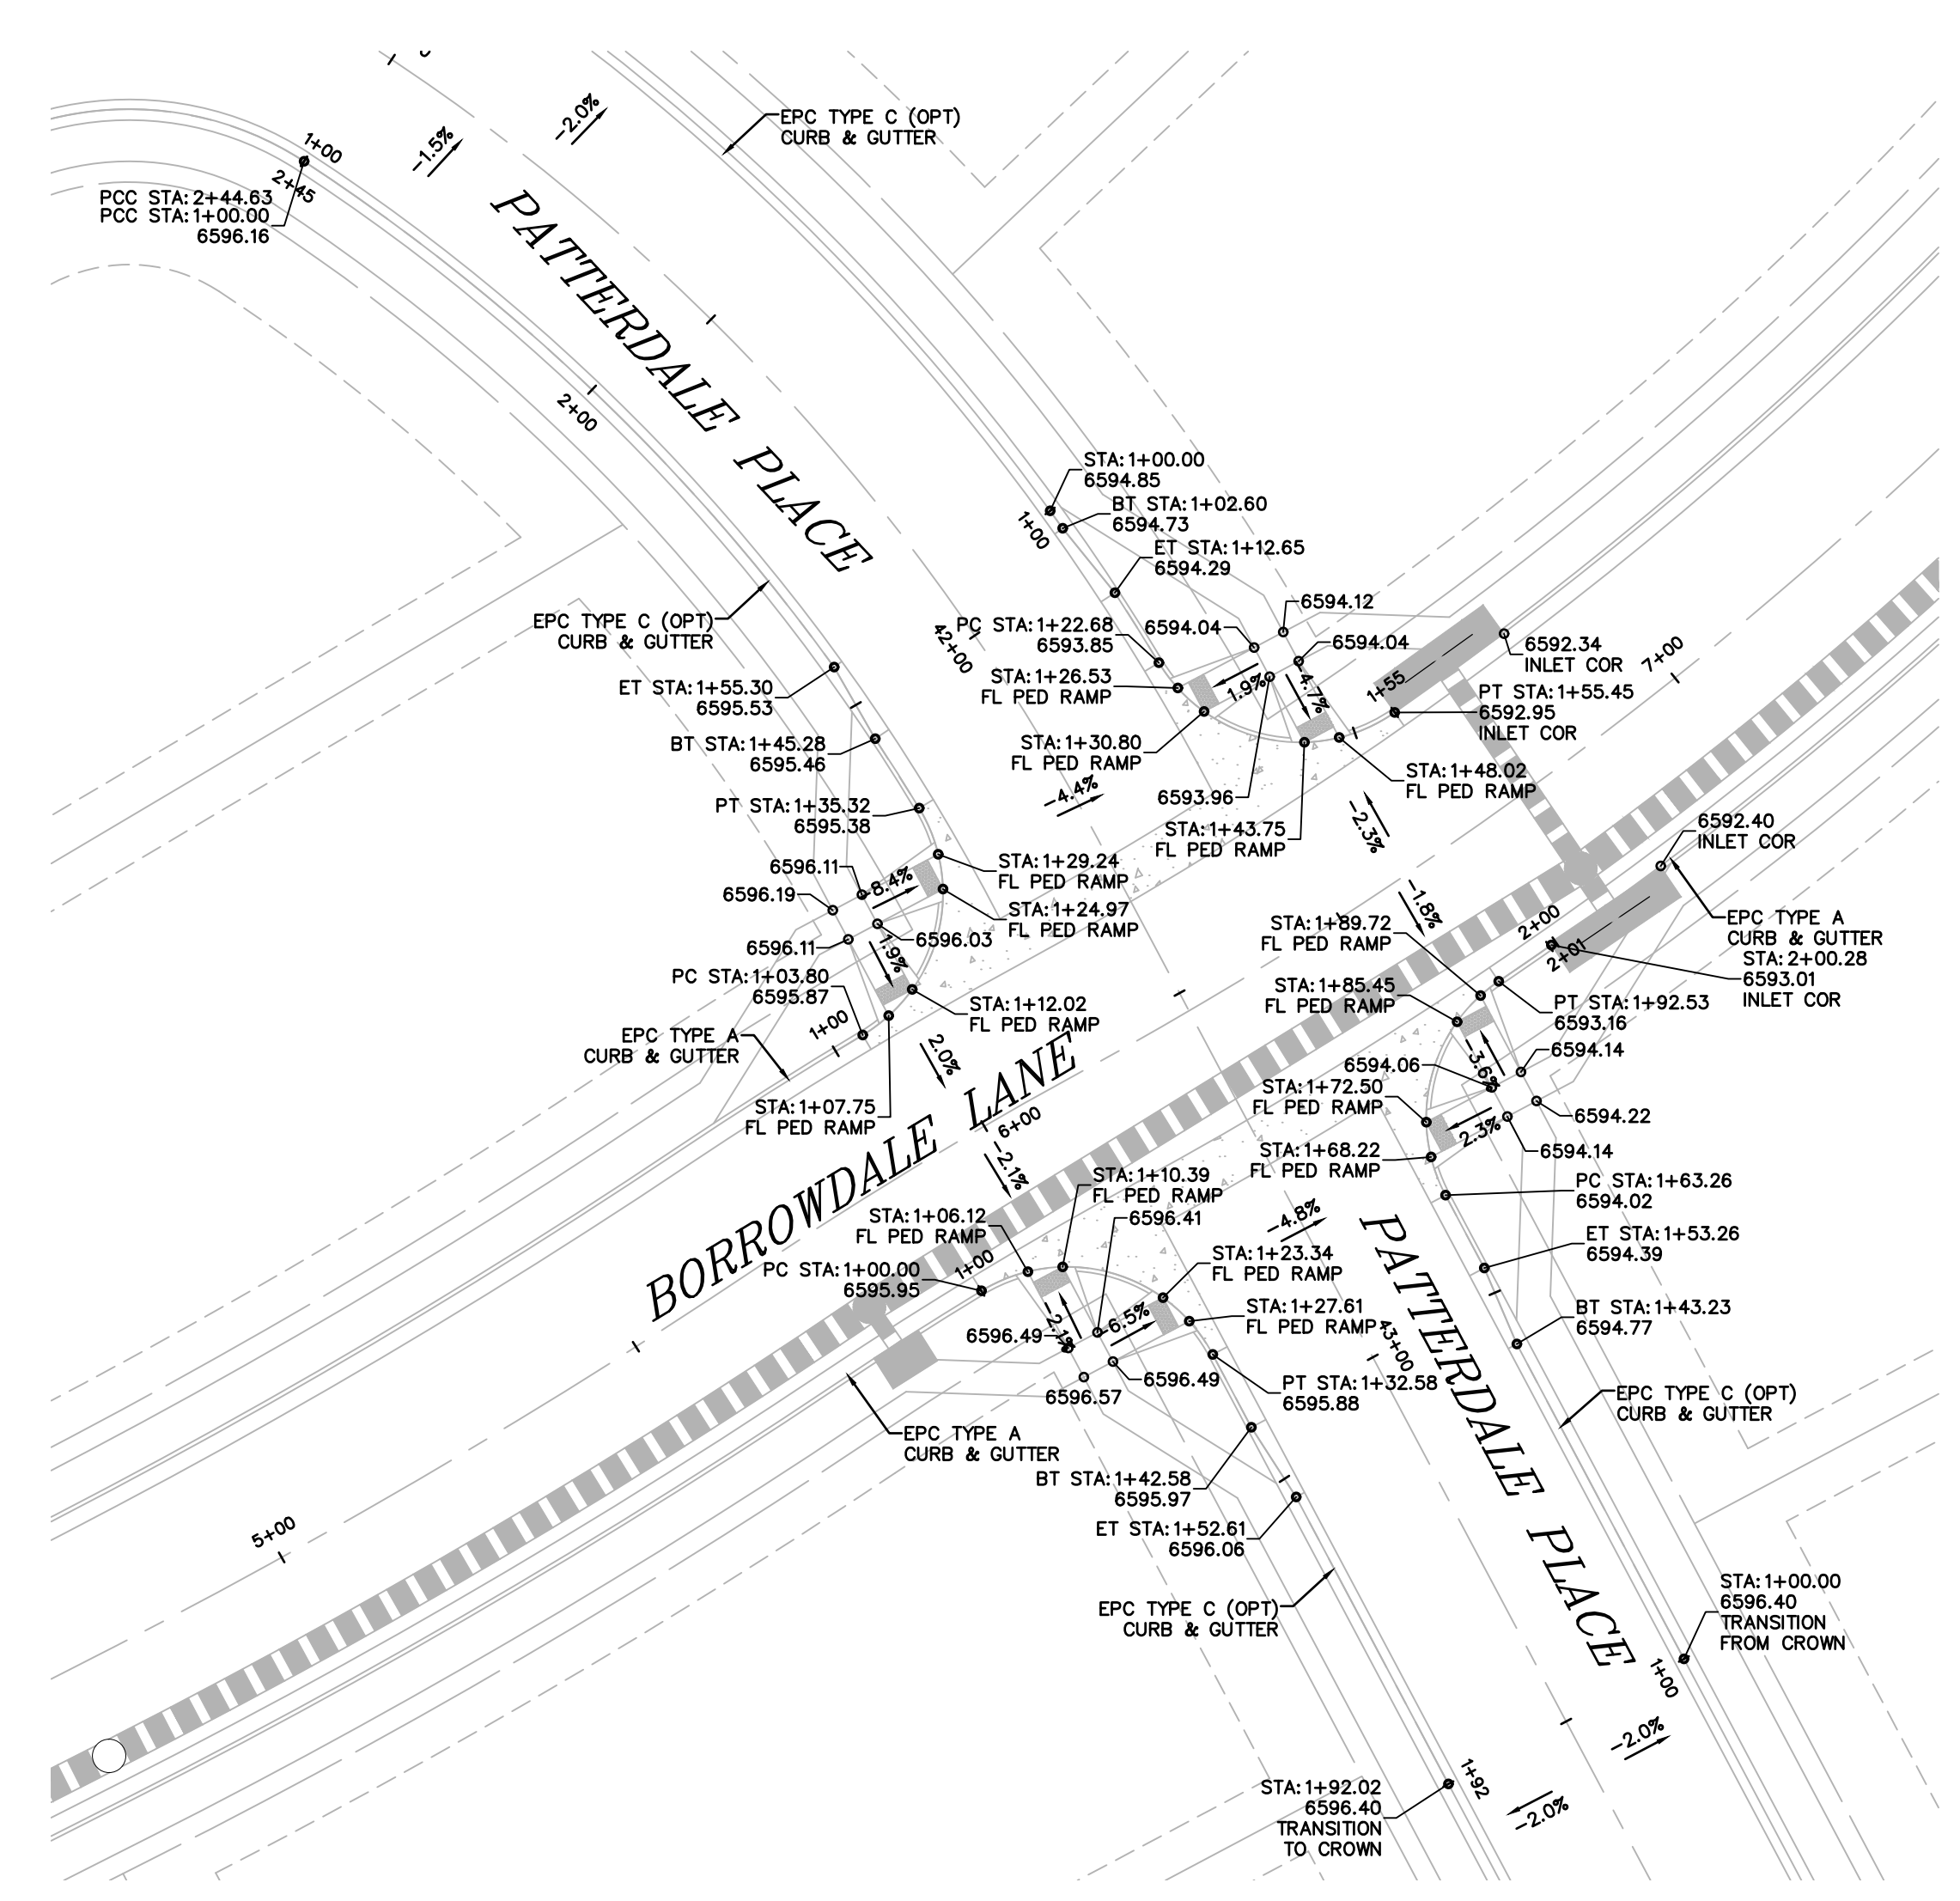 EPC TYPE C (OPT)
CURB & GUTTER
-2.0%
-1.5%
1+00
2+45
PCC STA: 2+44.63
PCC STA: 1+00.00
6596.16
PATTERDALE PLACE
2+00
STA: 1+00.00
6594.85
BT STA: 1+02.60
6594.73
1+00
ET STA: 1+12.65
6594.29
EPC TYPE C (OPT)
CURB & GUTTER
42+00
PC STA: 1+22.68
6593.85
6594.04
6594.12
6594.04
6592.34
INLET COR
7+00
STA: 1+26.53
FL PED RAMP
1.9%
-4.7%
1+55
PT STA: 1+55.45
6592.95
INLET COR
ET STA: 1+55.30
6595.53
STA: 1+30.80
FL PED RAMP
BT STA: 1+45.28
6595.46
STA: 1+48.02
FL PED RAMP
-4.4%
6593.96
-2.3%
PT STA: 1+35.32
6595.38
STA: 1+43.75
FL PED RAMP
6592.40
INLET COR
6596.11
-8.4%
STA: 1+29.24
FL PED RAMP
6596.19
STA: 1+24.97
FL PED RAMP
-1.8%
STA: 1+89.72
FL PED RAMP
2+00
2+01
EPC TYPE A
CURB & GUTTER
STA: 2+00.28
6593.01
INLET COR
6596.11
6596.03
1.9%
PC STA: 1+03.80
6595.87
STA: 1+85.45
FL PED RAMP
STA: 1+12.02
FL PED RAMP
PT STA: 1+92.53
6593.16
1+00
EPC TYPE A
CURB & GUTTER
2.0%
6594.06
-3.6%
6594.14
STA: 1+07.75
FL PED RAMP
STA: 1+72.50
FL PED RAMP
6594.22
BORROWDALE LANE
6+00
2.3%
6594.14
-2.1%
STA: 1+68.22
FL PED RAMP
STA: 1+10.39
FL PED RAMP
PC STA: 1+63.26
6594.02
STA: 1+06.12
FL PED RAMP
6596.41
-4.8%
ET STA: 1+53.26
6594.39
PC STA: 1+00.00
6595.95
1+00
STA: 1+23.34
FL PED RAMP
STA: 1+27.61
FL PED RAMP
BT STA: 1+43.23
6594.77
6596.49
-2.1%
-6.5%
43+00
PATTERDALE PLACE
6596.49
6596.57
PT STA: 1+32.58
6595.88
EPC TYPE C (OPT)
CURB & GUTTER
EPC TYPE A
CURB & GUTTER
BT STA: 1+42.58
6595.97
5+00
ET STA: 1+52.61
6596.06
EPC TYPE C (OPT)
CURB & GUTTER
STA: 1+00.00
6596.40
TRANSITION
FROM CROWN
1+00
-2.0%
STA: 1+92.02
6596.40
TRANSITION
TO CROWN
1+92
-2.0%